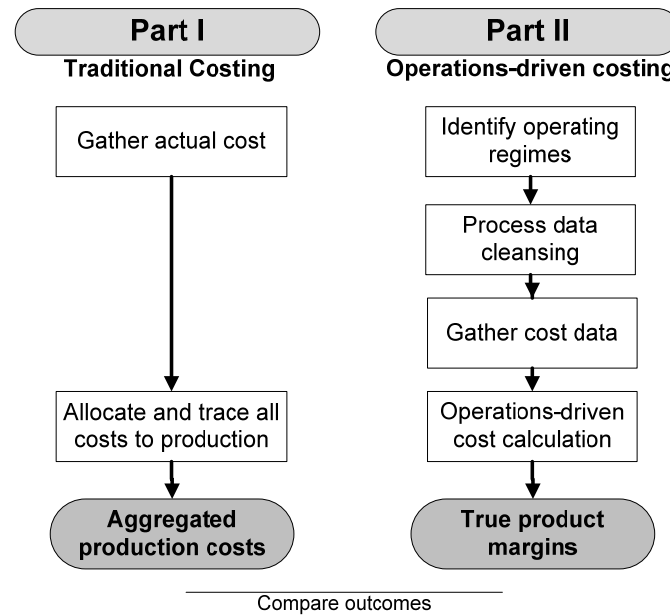 Part I
Traditional Costing
Gather actual cost
Allocate and trace all
costs to production
Aggregated
production costs
Part II
Operations-driven costing
Identify operating
regimes
Process data
cleansing
Gather cost data
Operations-driven
cost calculation
True product
margins
Compare outcomes